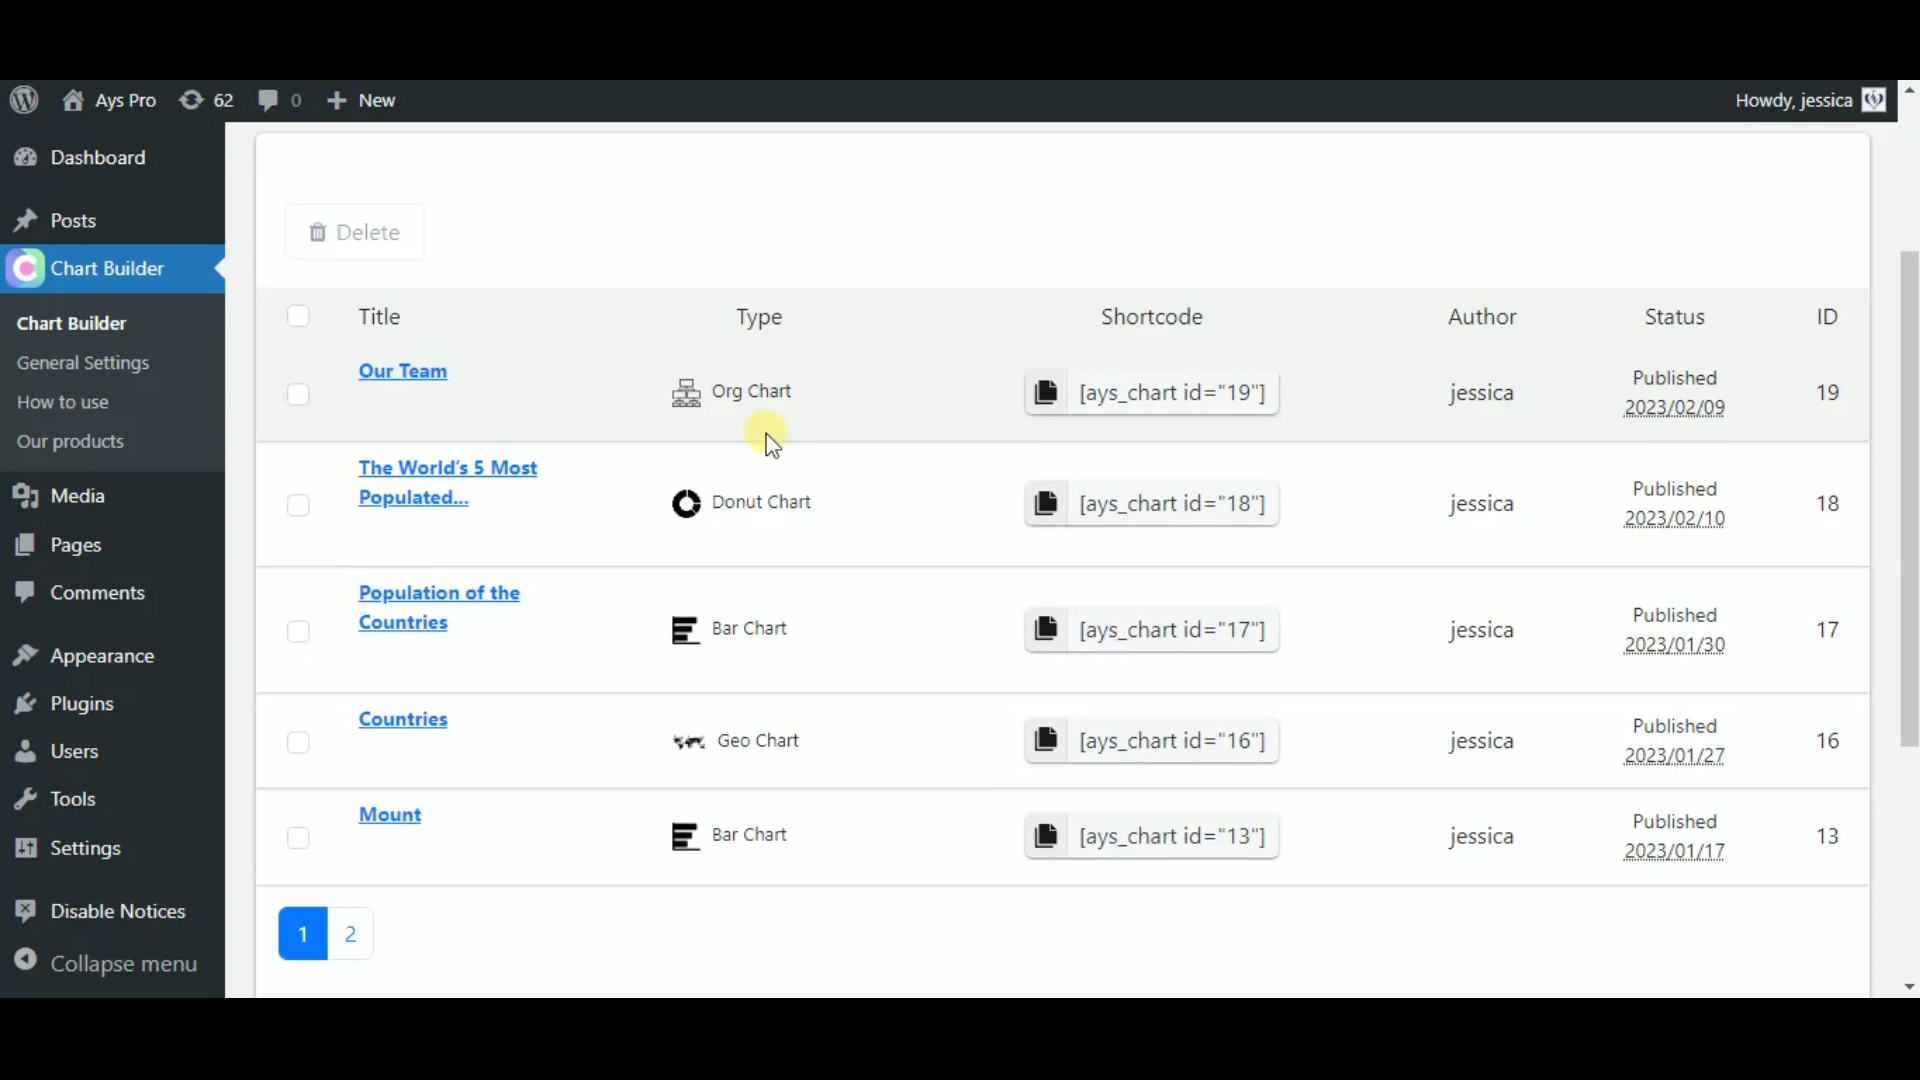 Ays Pro 62 0 New Howdy, jessica
Dashboard
Posts
Chart Builder
Chart Builder
General Settings
How to use
Our products
Media
Pages
Comments
Appearance
Plugins
Users
Tools
Settings
Disable Notices
Collapse menu
Delete
Title Type Shortcode Author Status ID
Our Team Org Chart [ays_chart id="19"] jessica Published 19
2023/02/09
The World's 5 Most
Populated... Donut Chart [ays_chart id="18"] jessica Published 18
2023/02/10
Population of the
Countries Bar Chart [ays_chart id="17"] jessica Published 17
2023/01/30
Countries Geo Chart [ays_chart id="16"] jessica Published 16
2023/01/27
Mount Bar Chart [ays_chart id="13"] jessica Published 13
2023/01/17
1 2